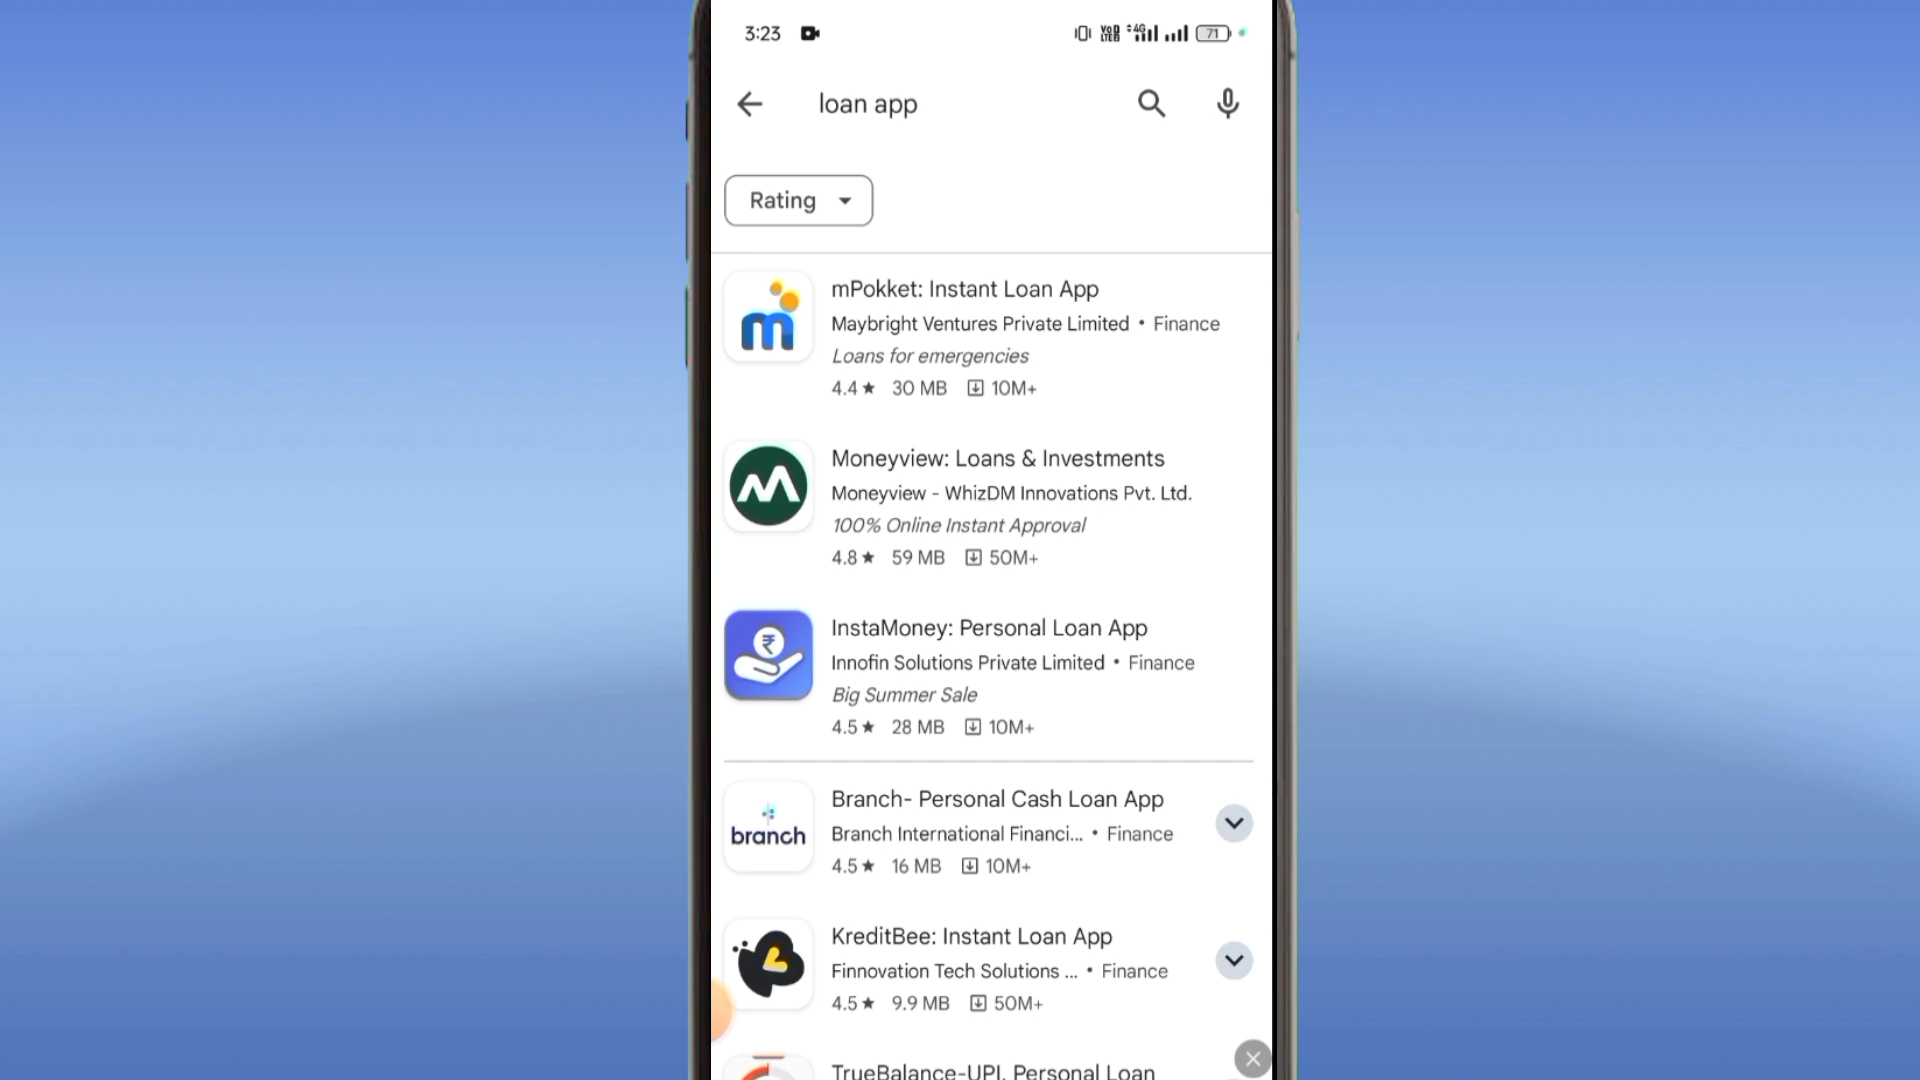 3:23
VoD LTED 4G 71
loan app
Rating
mPokket: Instant Loan App
Maybright Ventures Private Limited • Finance
Loans for emergencies
4.4★ 30 MB 10M+
Moneyview: Loans & Investments
Moneyview - WhizDM Innovations Pvt. Ltd.
100% Online Instant Approval
4.8★ 59 MB 50M+
InstaMoney: Personal Loan App
Innofin Solutions Private Limited • Finance
Big Summer Sale
4.5★ 28 MB 10M+
branch
Branch- Personal Cash Loan App
Branch International Financi... • Finance
4.5★ 16 MB 10M+
KreditBee: Instant Loan App
Finnovation Tech Solutions ... • Finance
4.5★ 9.9 MB 50M+
TrueBalance-UPI, Personal Loan